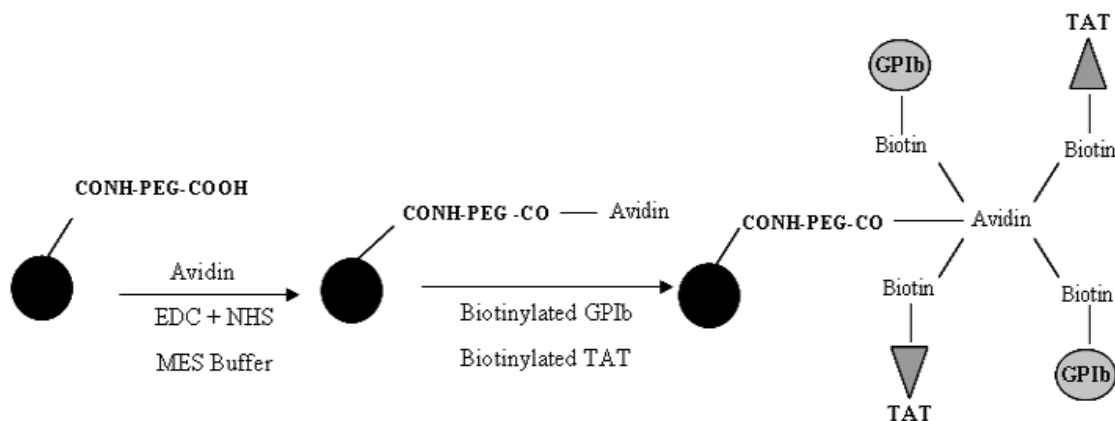 CONH-PEG-COOH
Avidin
EDC + NHS
MES Buffer
CONH-PEG -CO
Avidin
Biotinylated GPIb
Biotinylated TAT
TAT
GPIb
Biotin
Biotin
CONH-PEG-CO
Avidin
Biotin
Biotin
GPIb
TAT